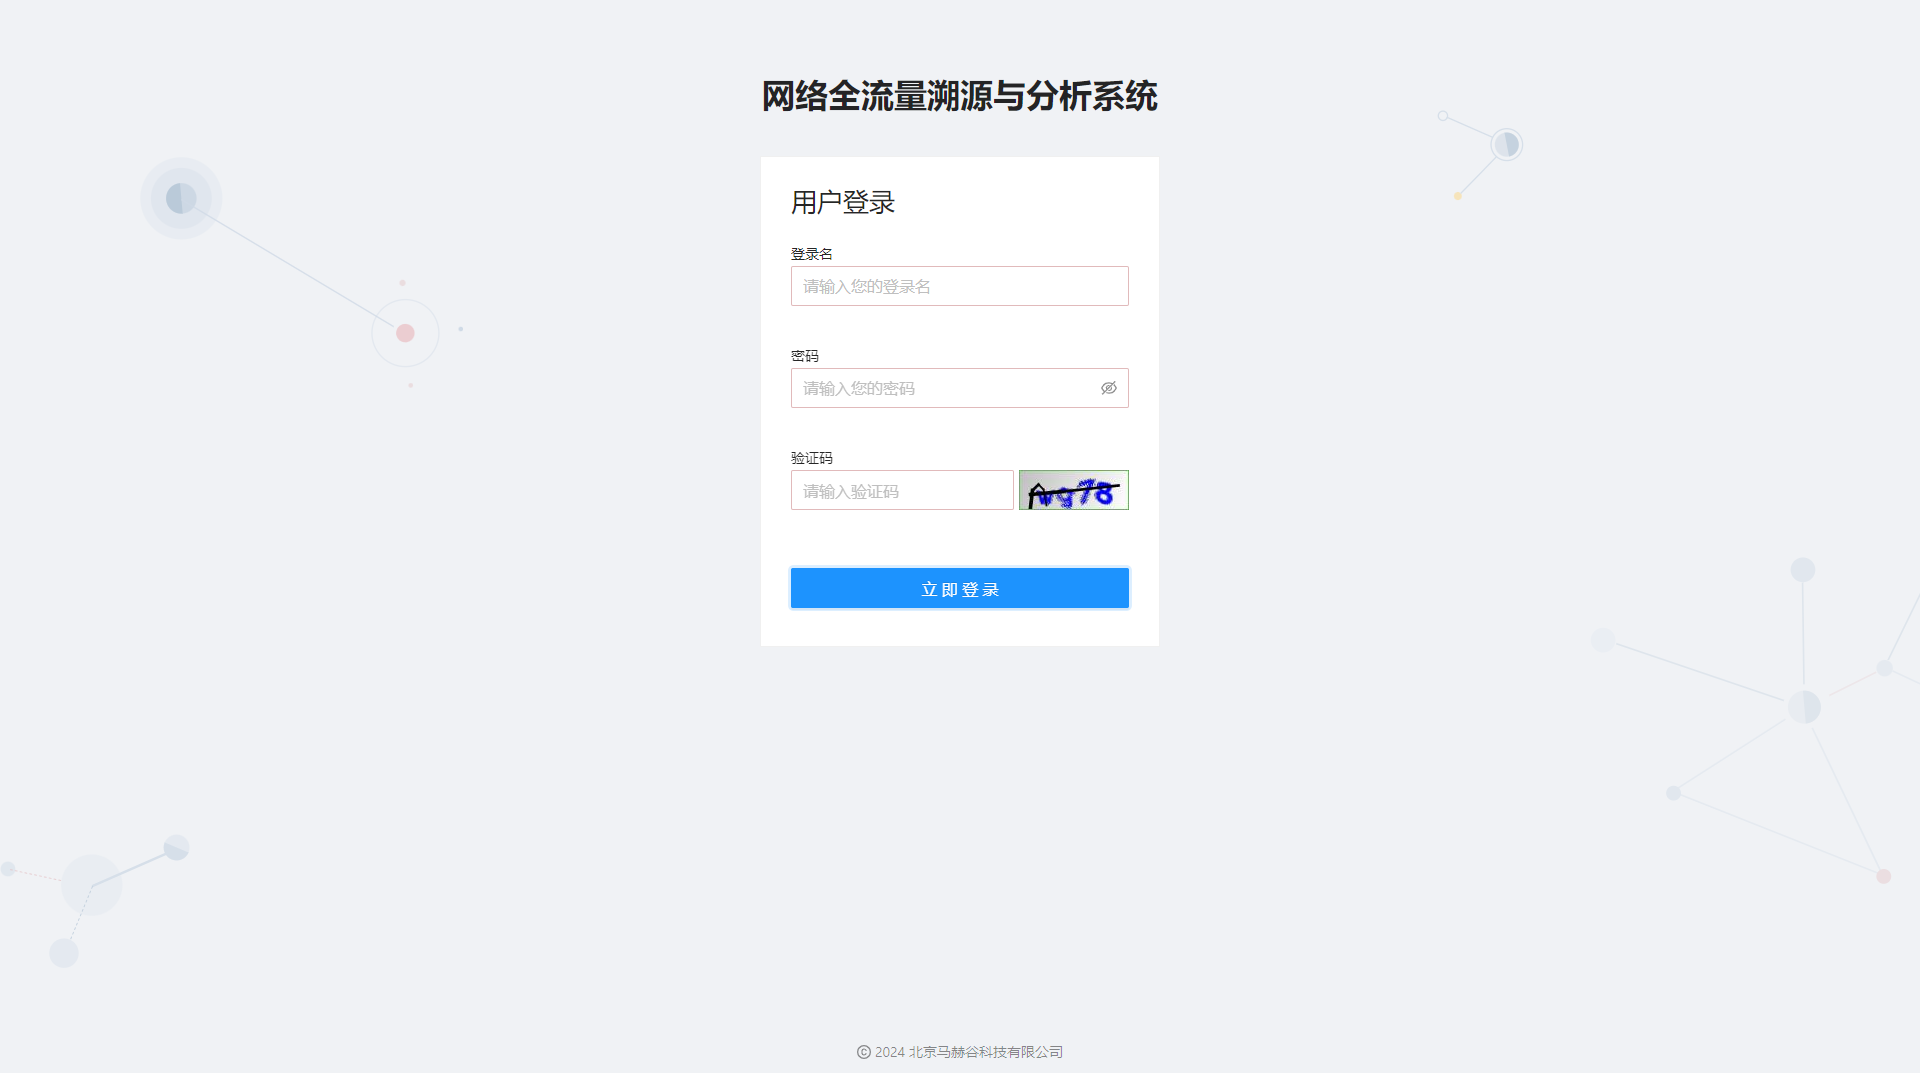 网络全流量溯源与分析系统
用户登录
登录名
请输入您的登录名
密码
请输入您的密码
验证码
请输入验证码
立即登录
© 2024 北京马赫谷科技有限公司